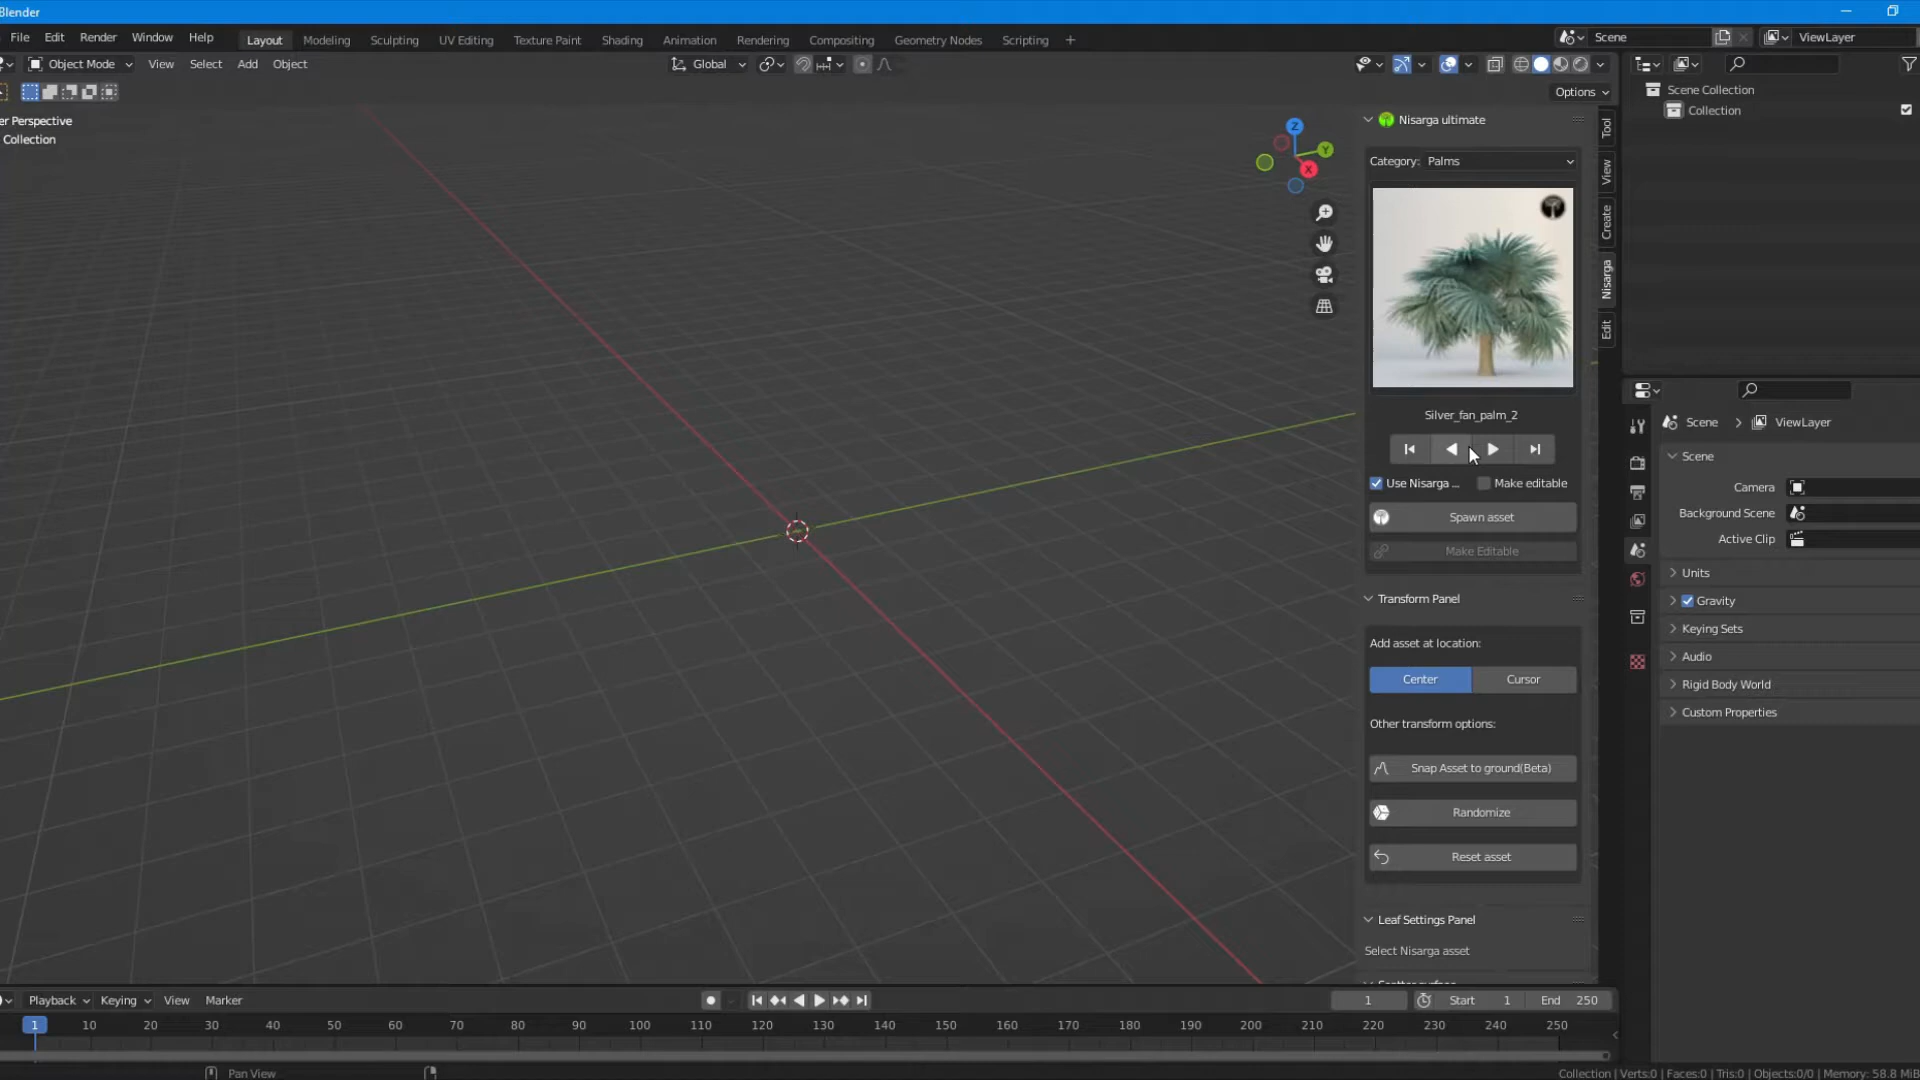 Blender
File Edit Render Window Help Layout Modeling Sculpting UV Editing Texture Paint Shading Animation Rendering Compositing Geometry Nodes Scripting + Scene ViewLayer
Object Mode View Select Add Object Global
Options
er Perspective
Collection
Z
Y
X
Nisarga ultimate
Category: Palms
Silver_fan_palm_2
Use Nisarga ... Make editable
Spawn asset
Make Editable
Transform Panel
Add asset at location:
Center Cursor
Other transform options:
Snap Asset to ground(Beta)
Randomize
Reset asset
Leaf Settings Panel
Select Nisarga asset
Tool
View
Create
Nisarga
Edit
Scene Collection
Collection
Scene > ViewLayer
Scene
Camera
Background Scene
Active Clip
Units
Gravity
Keying Sets
Audio
Rigid Body World
Custom Properties
Playback Keying View Marker 1 Start 1 End 250
1 10 20 30 40 50 60 70 80 90 100 110 120 130 140 150 160 170 180 190 200 210 220 230 240 250
Pan View
Collection | Verts:0 | Faces:0 | Tris:0 | Objects:0/0 | Memory: 58.8 MiB